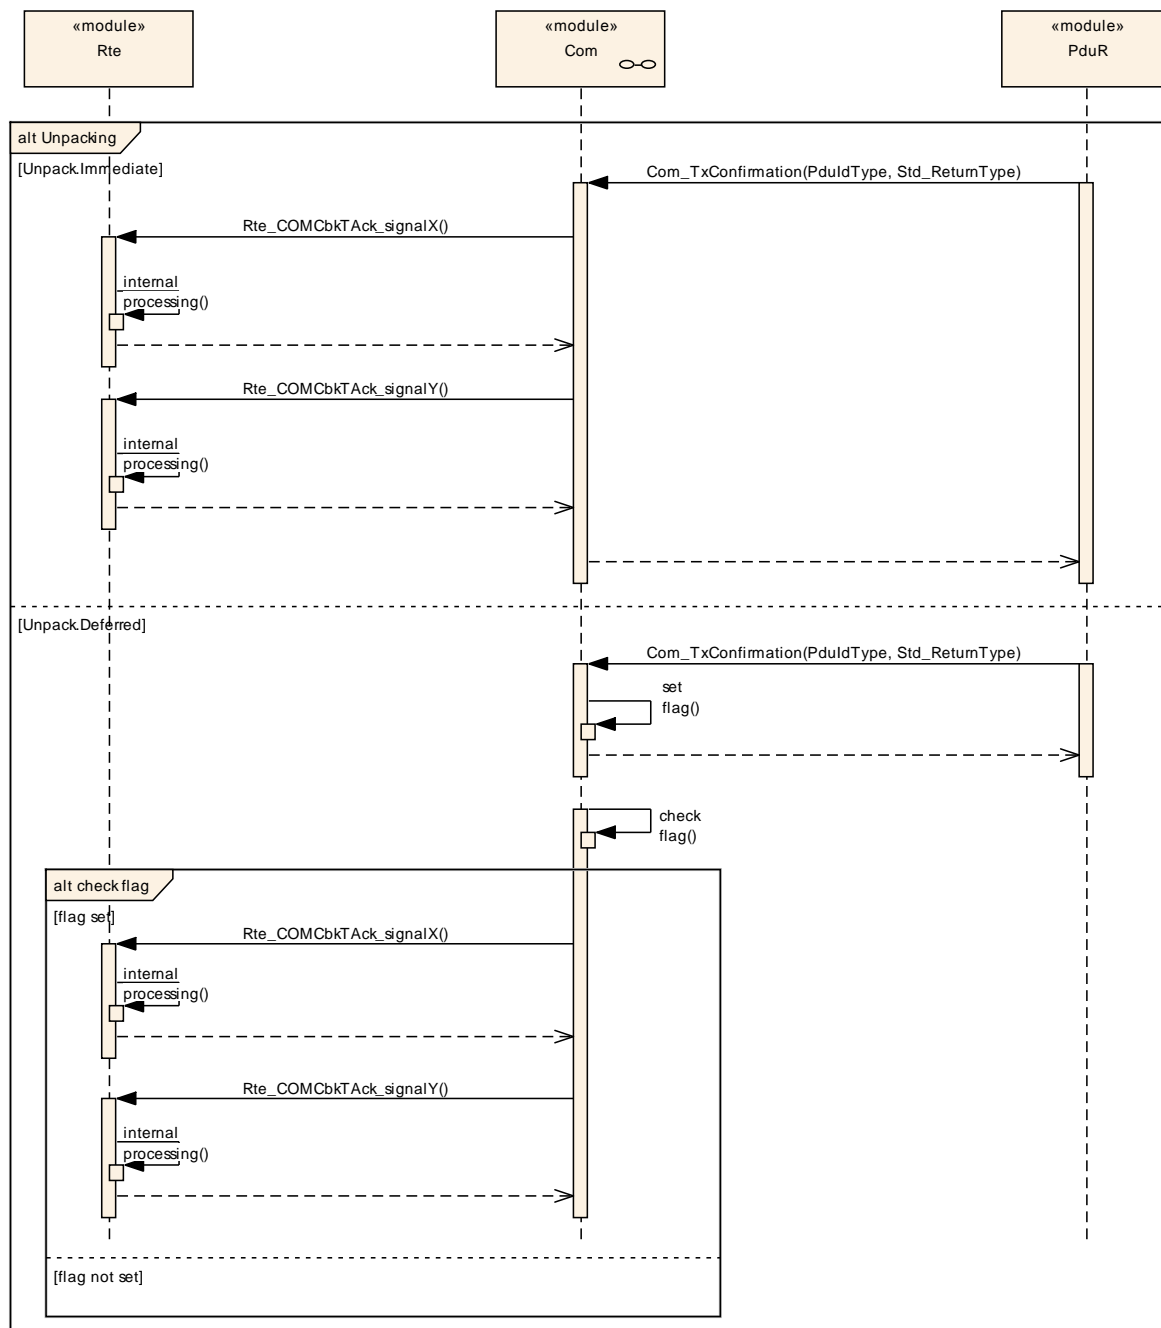 «module»
Rte
«module»
Com
«module»
PduR
alt Unpacking
[Unpack.Immediate]
Com_TxConfirmation(PduIdType, Std_ReturnType)
Rte_COMCbkTAck_signalX()
internal
processing()
Rte_COMCbkTAck_signalY()
internal
processing()
[Unpack.Deferred]
Com_TxConfirmation(PduIdType, Std_ReturnType)
set
flag()
check
flag()
alt check flag
[flag set]
Rte_COMCbkTAck_signalX()
internal
processing()
Rte_COMCbkTAck_signalY()
internal
processing()
[flag not set]